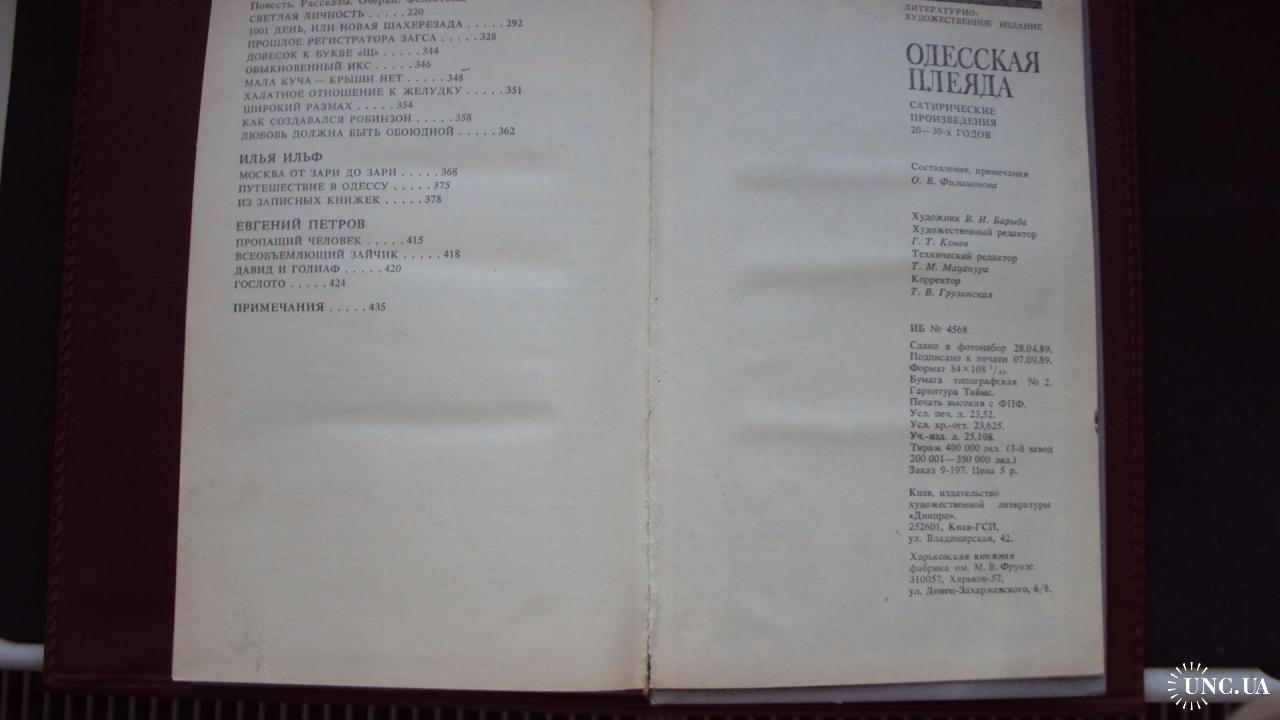 Повесть. Рассказы. Очерки. Фельетоны
СВЕТЛАЯ ЛИЧНОСТЬ . . . . . 220
1001 ДЕНЬ, ИЛИ НОВАЯ ШАХЕРЕЗАДА . . . . . 292
ПРОШЛОЕ РЕГИСТРАТОРА ЗАГСА . . . . . 328
ДОВЕСОК К БУКВЕ «Щ» . . . . . 344
ОБЫКНОВЕННЫЙ ИКС . . . . . 346
МАЛА КУЧА — КРЫШИ НЕТ . . . . . 348
ХАЛАТНОЕ ОТНОШЕНИЕ К ЖЕЛУДКУ . . . . . 351
ШИРОКИЙ РАЗМАХ . . . . . 354
КАК СОЗДАВАЛСЯ РОБИНЗОН . . . . . 358
ЛЮБОВЬ ДОЛЖНА БЫТЬ ОБОЮДНОЙ . . . . . 362
ИЛЬЯ ИЛЬФ
МОСКВА ОТ ЗАРИ ДО ЗАРИ . . . . . 368
ПУТЕШЕСТВИЕ В ОДЕССУ . . . . . 375
ИЗ ЗАПИСНЫХ КНИЖЕК . . . . . 378
ЕВГЕНИЙ ПЕТРОВ
ПРОПАЩИЙ ЧЕЛОВЕК . . . . . 415
ВСЕОБЪЕМЛЮЩИЙ ЗАЙЧИК . . . . . 418
ДАВИД И ГОЛИАФ . . . . . 420
ГОСЛОТО . . . . . 424
ПРИМЕЧАНИЯ . . . . . 435
ЛИТЕРАТУРНО-
ХУДОЖЕСТВЕННОЕ ИЗДАНИЕ
ОДЕССКАЯ
ПЛЕЯДА
САТИРИЧЕСКИЕ
ПРОИЗВЕДЕНИЯ
20—30-х ГОДОВ
Составление, примечания
О. В. Филимонова
Художник В. Н. Барыба
Художественный редактор
Г. Т. Конев
Технический редактор
Т. М. Мацапура
Корректор
Т. В. Грузинская
ИБ № 4568
Сдано в фотонабор 28.04.89.
Подписано к печати 07.09.89.
Формат 84×108 1/32.
Бумага типографская № 2.
Гарнитура Таймс.
Печать высокая с ФПФ.
Усл. печ. л. 23,52.
Усл. кр.-отт. 23,625.
Уч.-изд. л. 25,108.
Тираж 400 000 экз. (3-й завод
200 001—350 000 экз.)
Заказ 9-197. Цена 5 р.
Киев, издательство
художественной литературы
«Днипро».
252601, Киев-ГСП,
ул. Владимирская, 42.
Харьковская книжная
фабрика им. М. В. Фрунзе.
310057, Харьков-57,
ул. Донец-Захаржевского, 6/8.
UNC.UA